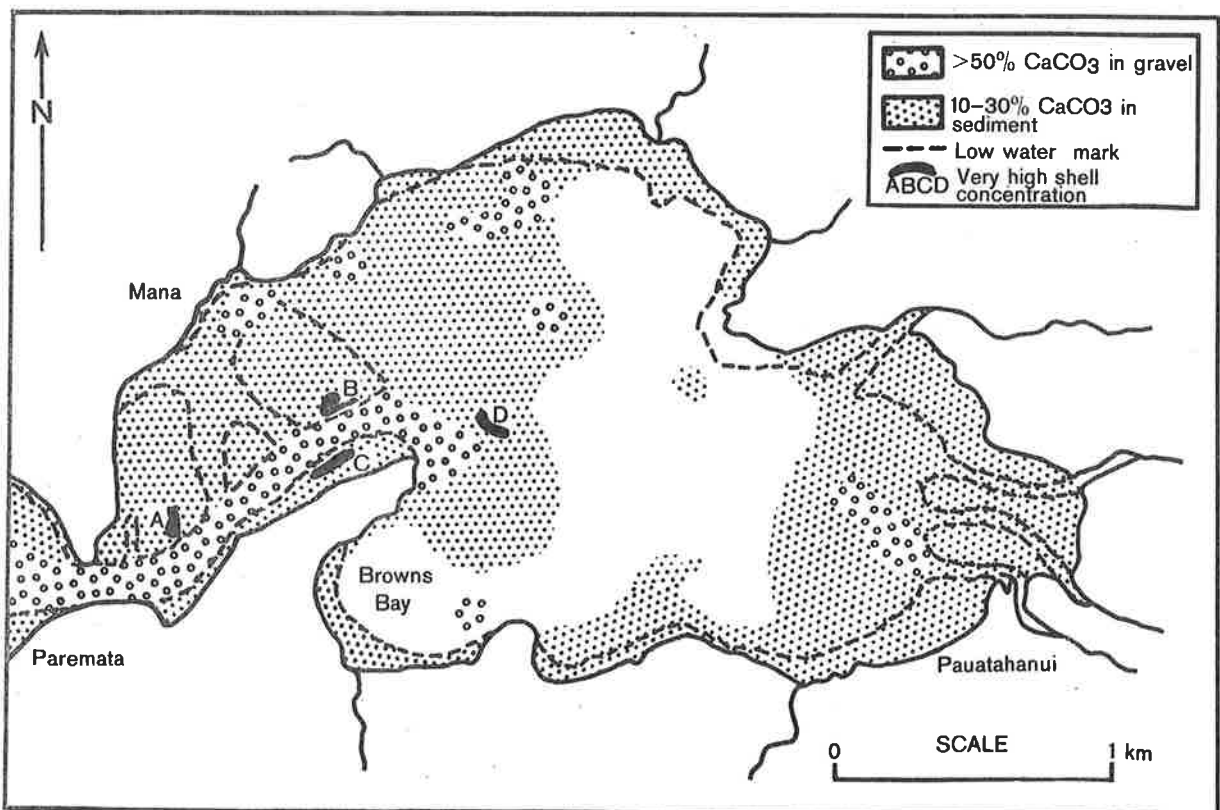 N
>50% CaCO3 in gravel
10-30% CaCO3 in
sediment
Low water mark
ABCD Very high shell
concentration
Mana
B
D
C
A
Browns
Bay
Paremata
Pauatahanui
SCALE
0 1 km